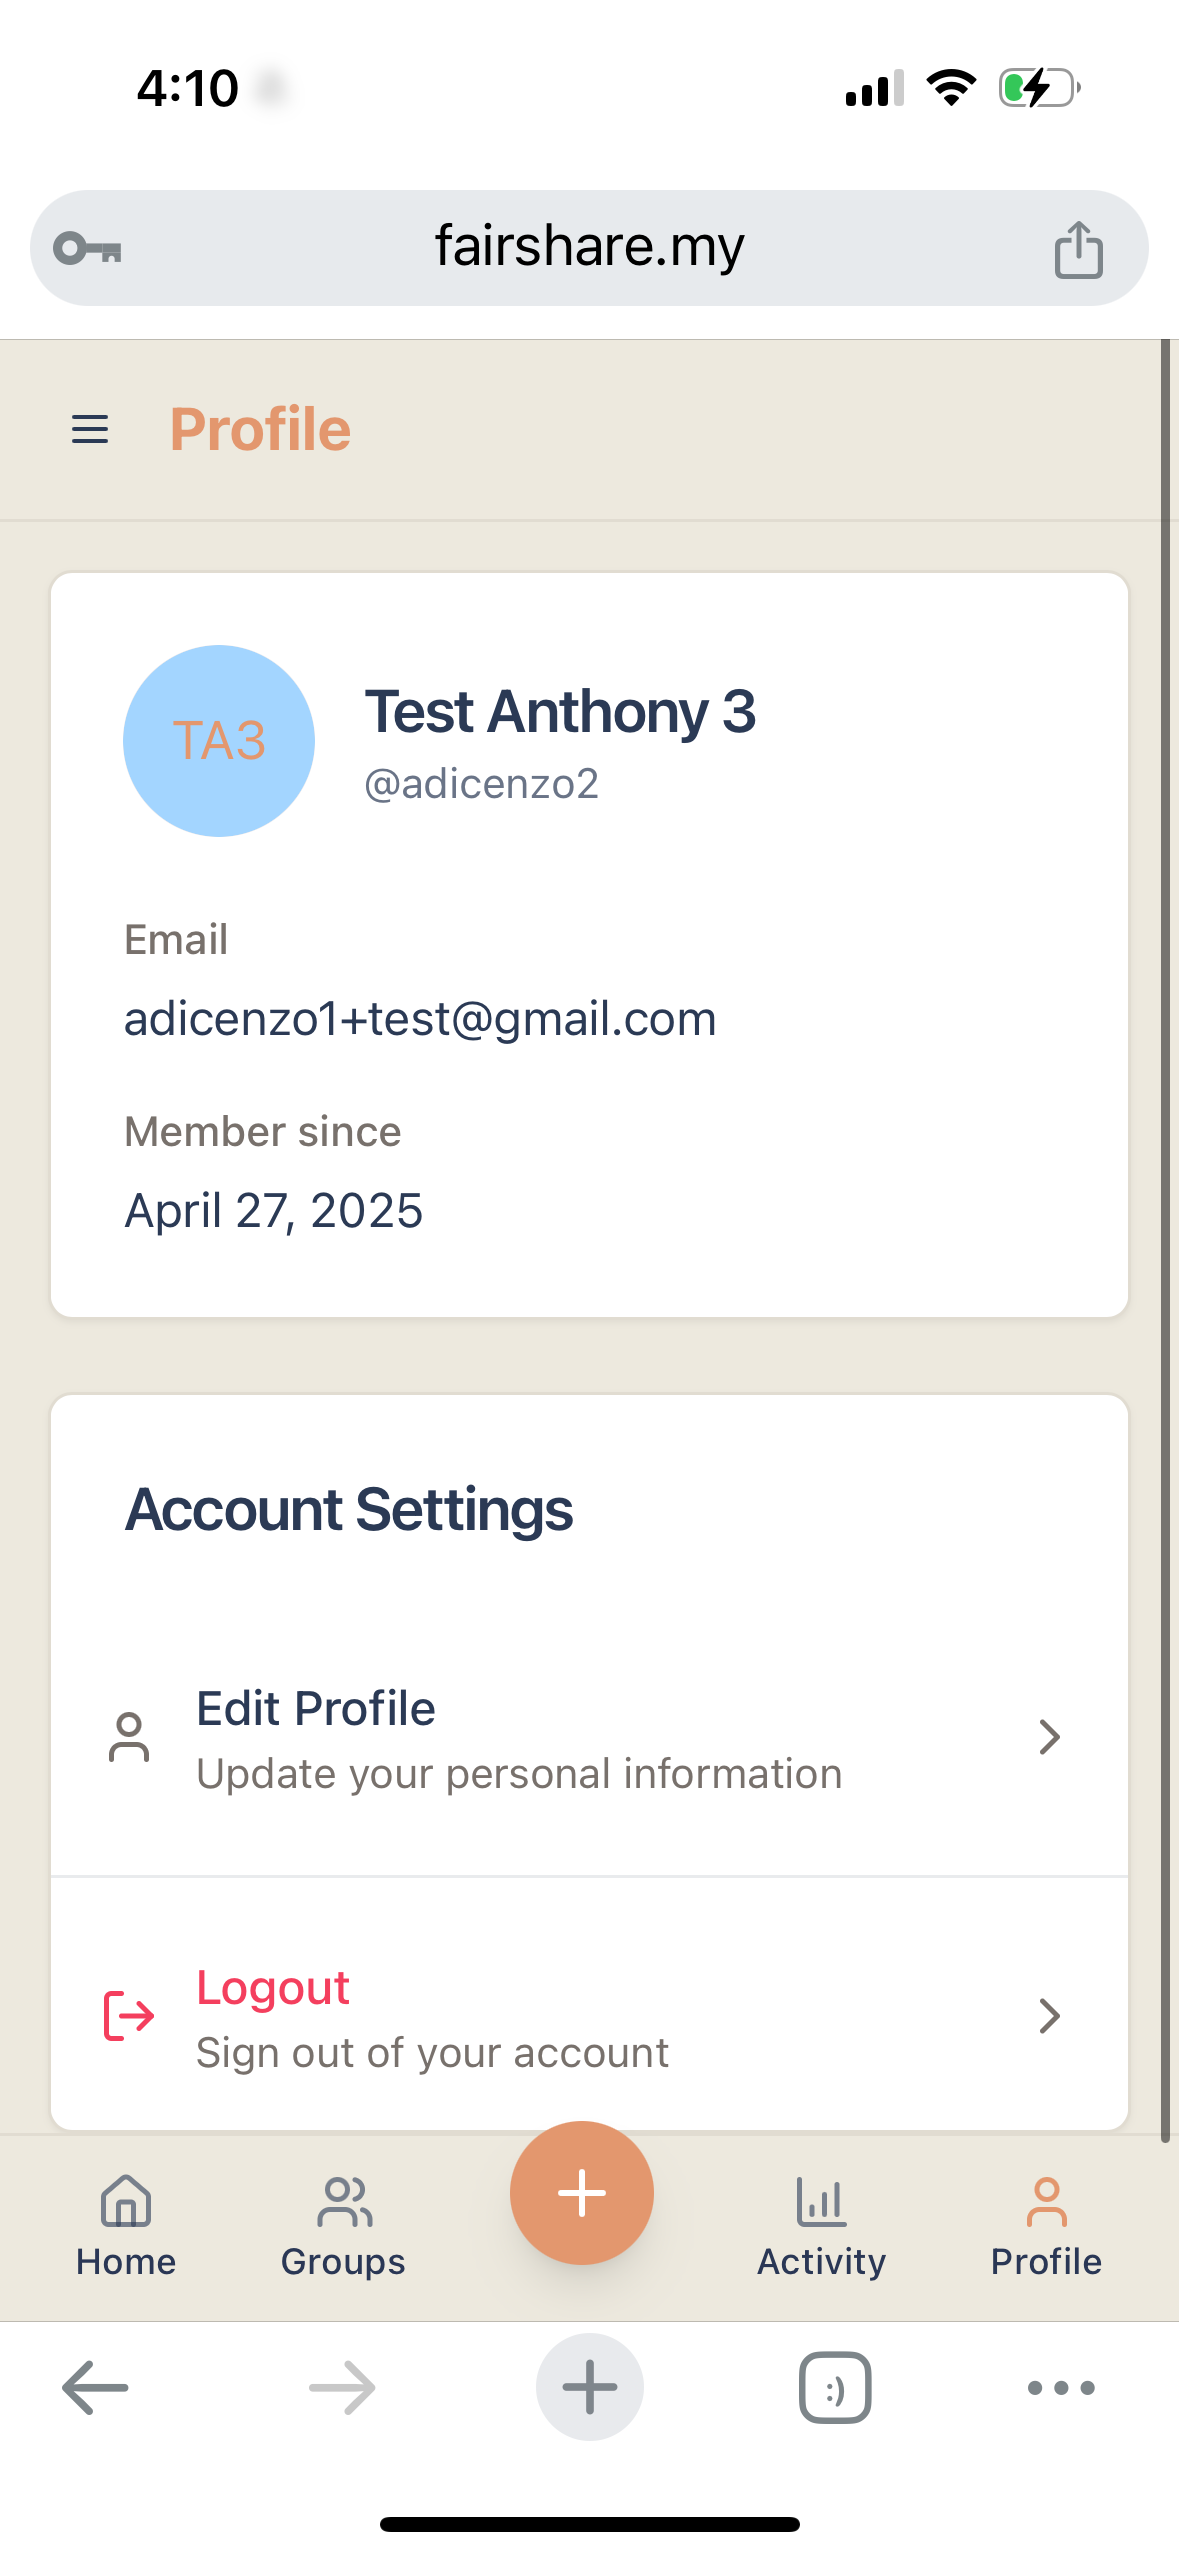 4:10
fairshare.my
Profile
TA3
Test Anthony 3
@adicenzo2
Email
adicenzo1+test@gmail.com
Member since
April 27, 2025
Account Settings
Edit Profile
Update your personal information
Logout
Sign out of your account
Home
Groups
Activity
Profile
:)